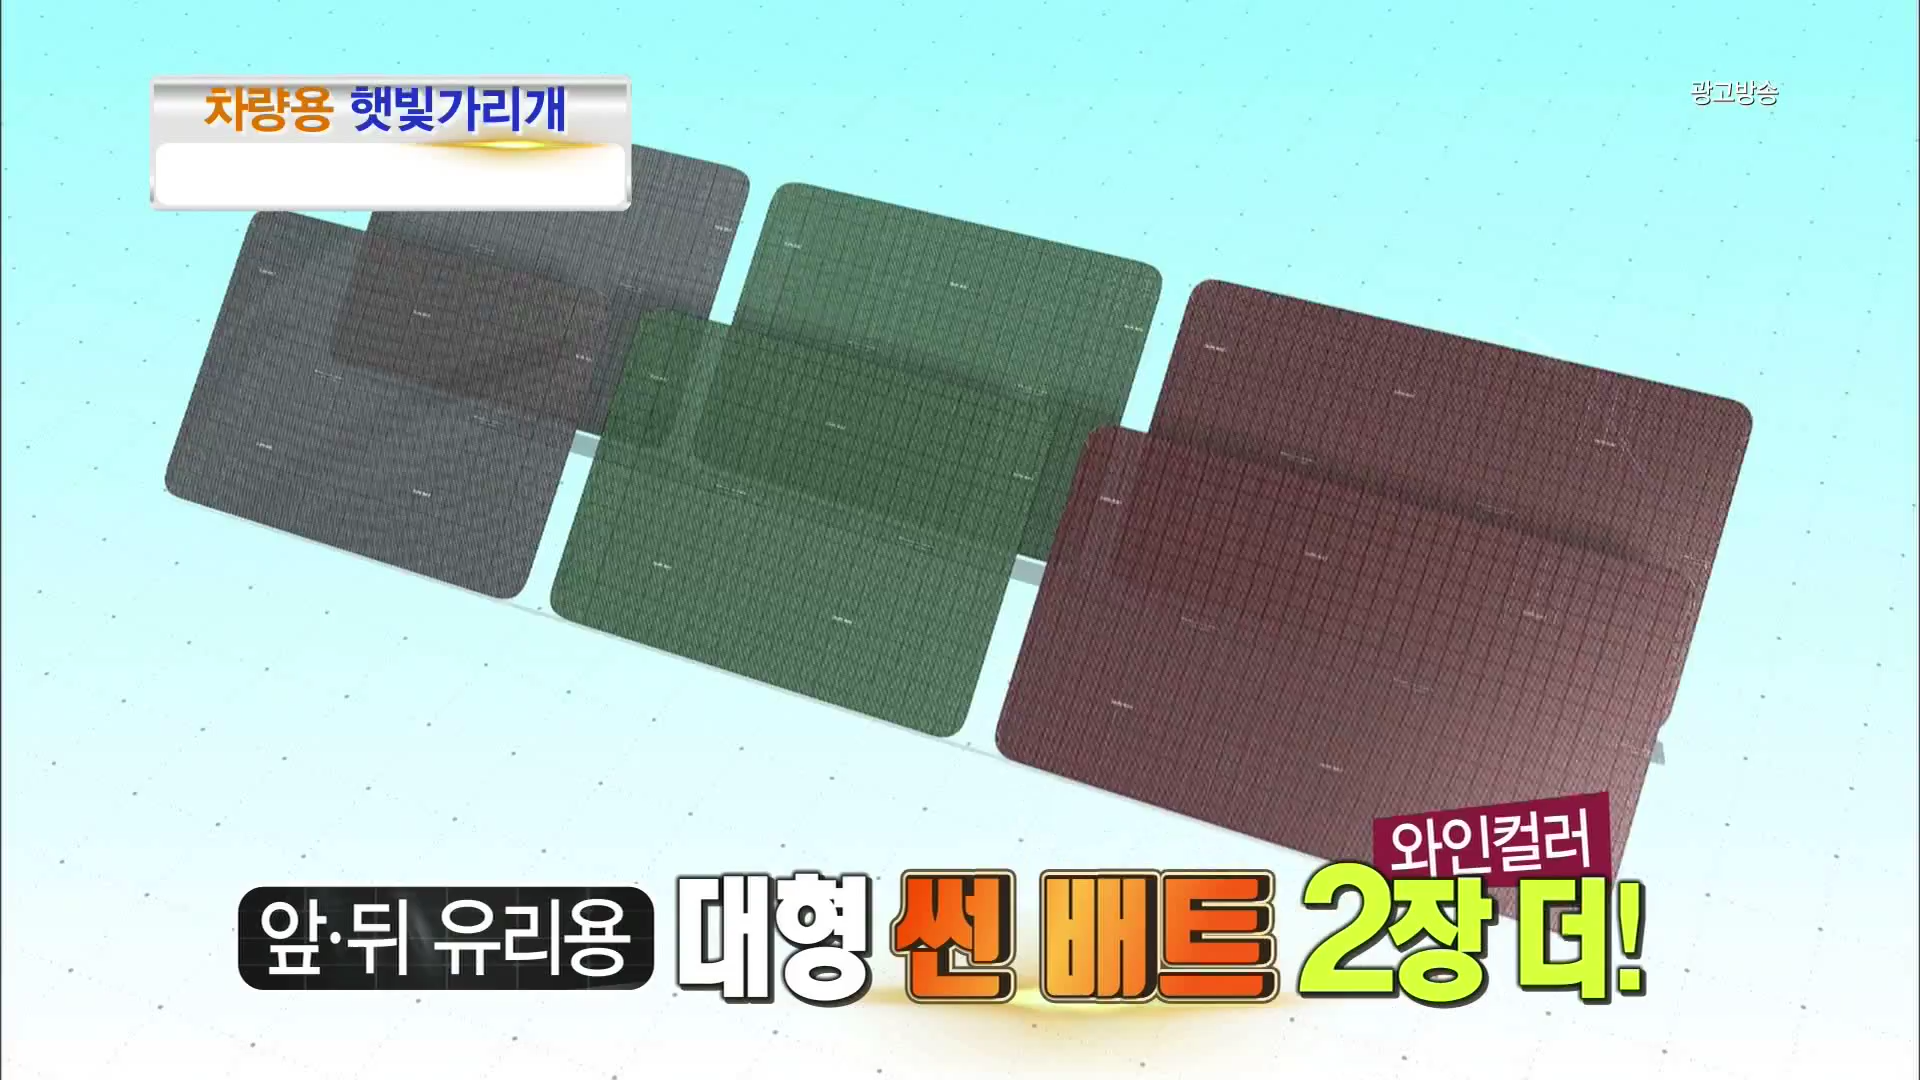 차량용 햇빛가리개
광고방송
와인컬러
앞·뒤 유리용 대형 썬 배트 2장 더!